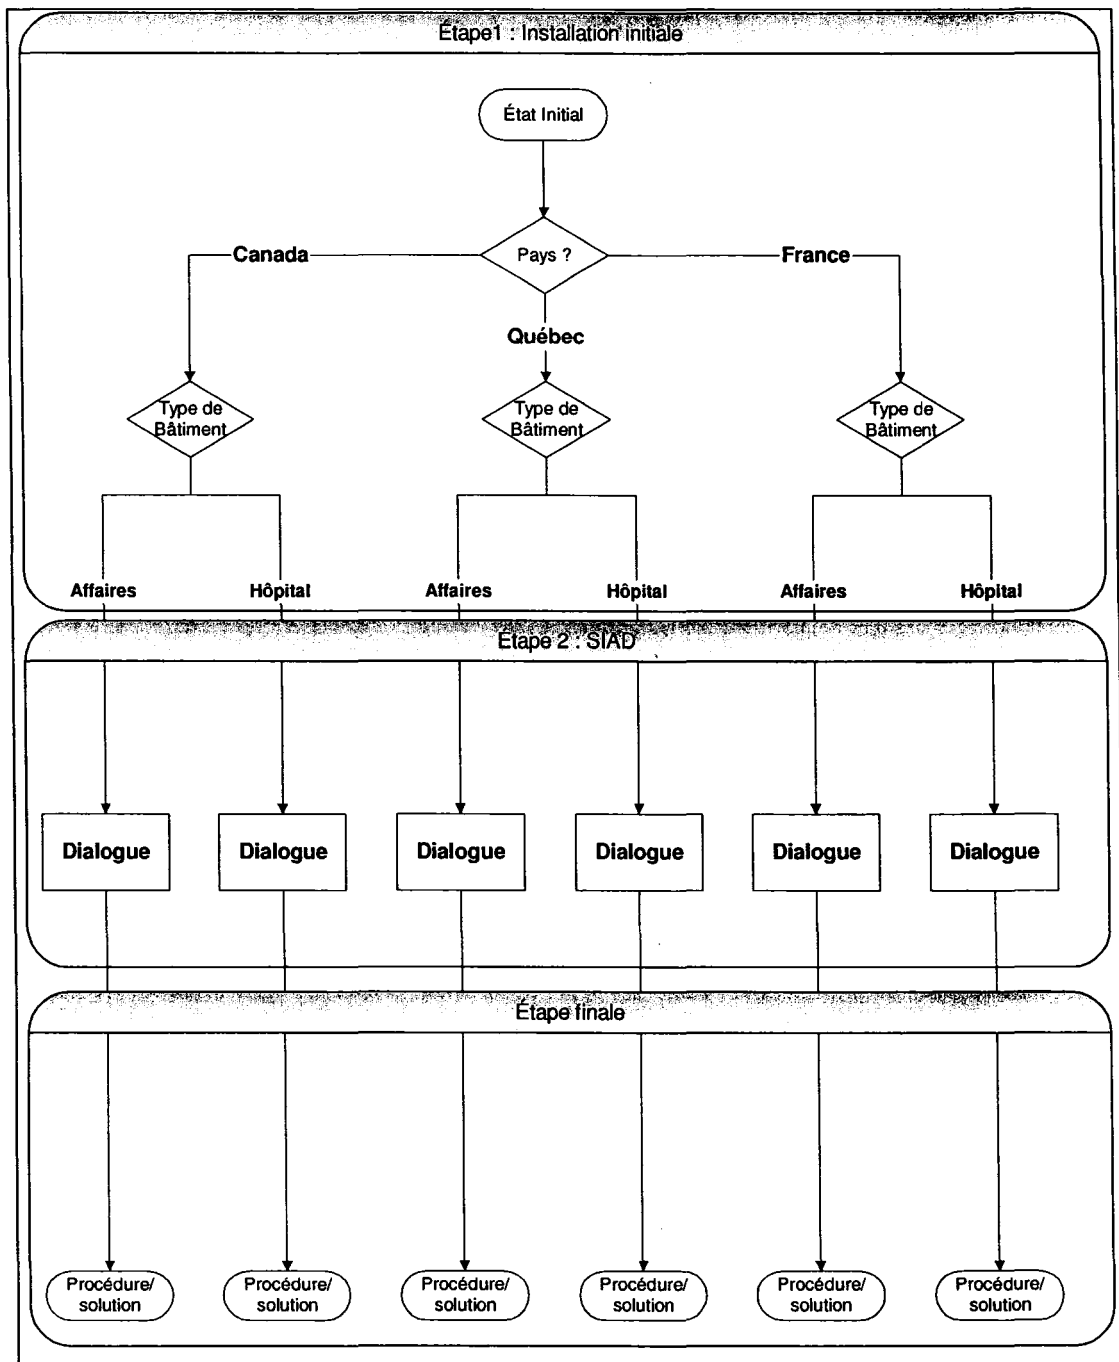 Étape1 : Installation initiale
État Initial
Pays ?
Canada
France
Québec
Type de
Bâtiment
Type de
Bâtiment
Type de
Bâtiment
Affaires
Hôpital
Affaires
Hôpital
Affaires
Hôpital
Étape 2 : SIAD
Dialogue
Dialogue
Dialogue
Dialogue
Dialogue
Dialogue
Étape finale
Procédure/
solution
Procédure/
solution
Procédure/
solution
Procédure/
solution
Procédure/
solution
Procédure/
solution